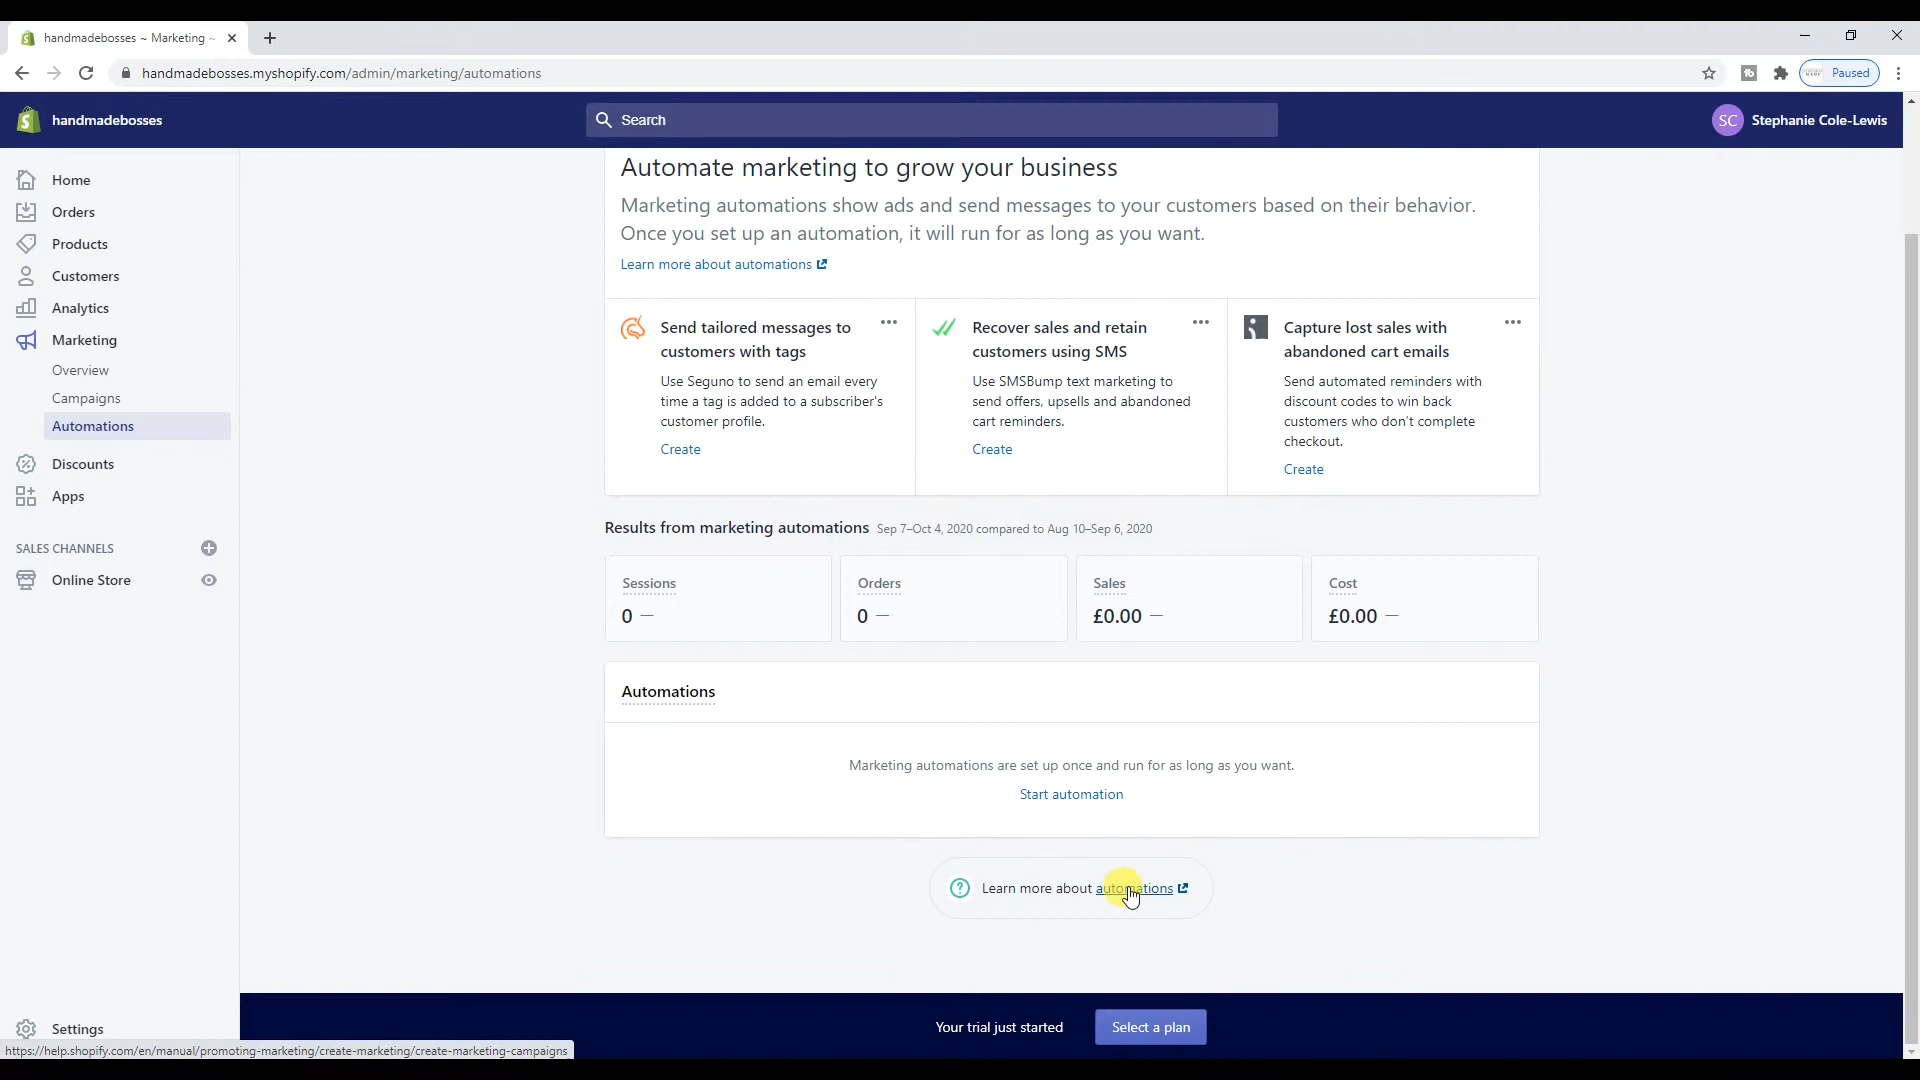 handmadebosses ~ Marketing ~
handmadebosses.myshopify.com/admin/marketing/automations
Paused
handmadebosses
Search
SC
Stephanie Cole-Lewis
Home
Orders
Products
Customers
Analytics
Marketing
Overview
Campaigns
Automations
Discounts
Apps
SALES CHANNELS
Online Store
Settings
Automate marketing to grow your business
Marketing automations show ads and send messages to your customers based on their behavior.
Once you set up an automation, it will run for as long as you want.
Learn more about automations
Send tailored messages to
customers with tags
Use Seguno to send an email every
time a tag is added to a subscriber's
customer profile.
Create
Recover sales and retain
customers using SMS
Use SMSBump text marketing to
send offers, upsells and abandoned
cart reminders.
Create
Capture lost sales with
abandoned cart emails
Send automated reminders with
discount codes to win back
customers who don't complete
checkout.
Create
Results from marketing automations Sep 7–Oct 4, 2020 compared to Aug 10–Sep 6, 2020
Sessions
0 —
Orders
0 —
Sales
£0.00 —
Cost
£0.00 —
Automations
Marketing automations are set up once and run for as long as you want.
Start automation
Learn more about automations
Your trial just started
Select a plan
https://help.shopify.com/en/manual/promoting-marketing/create-marketing/create-marketing-campaigns